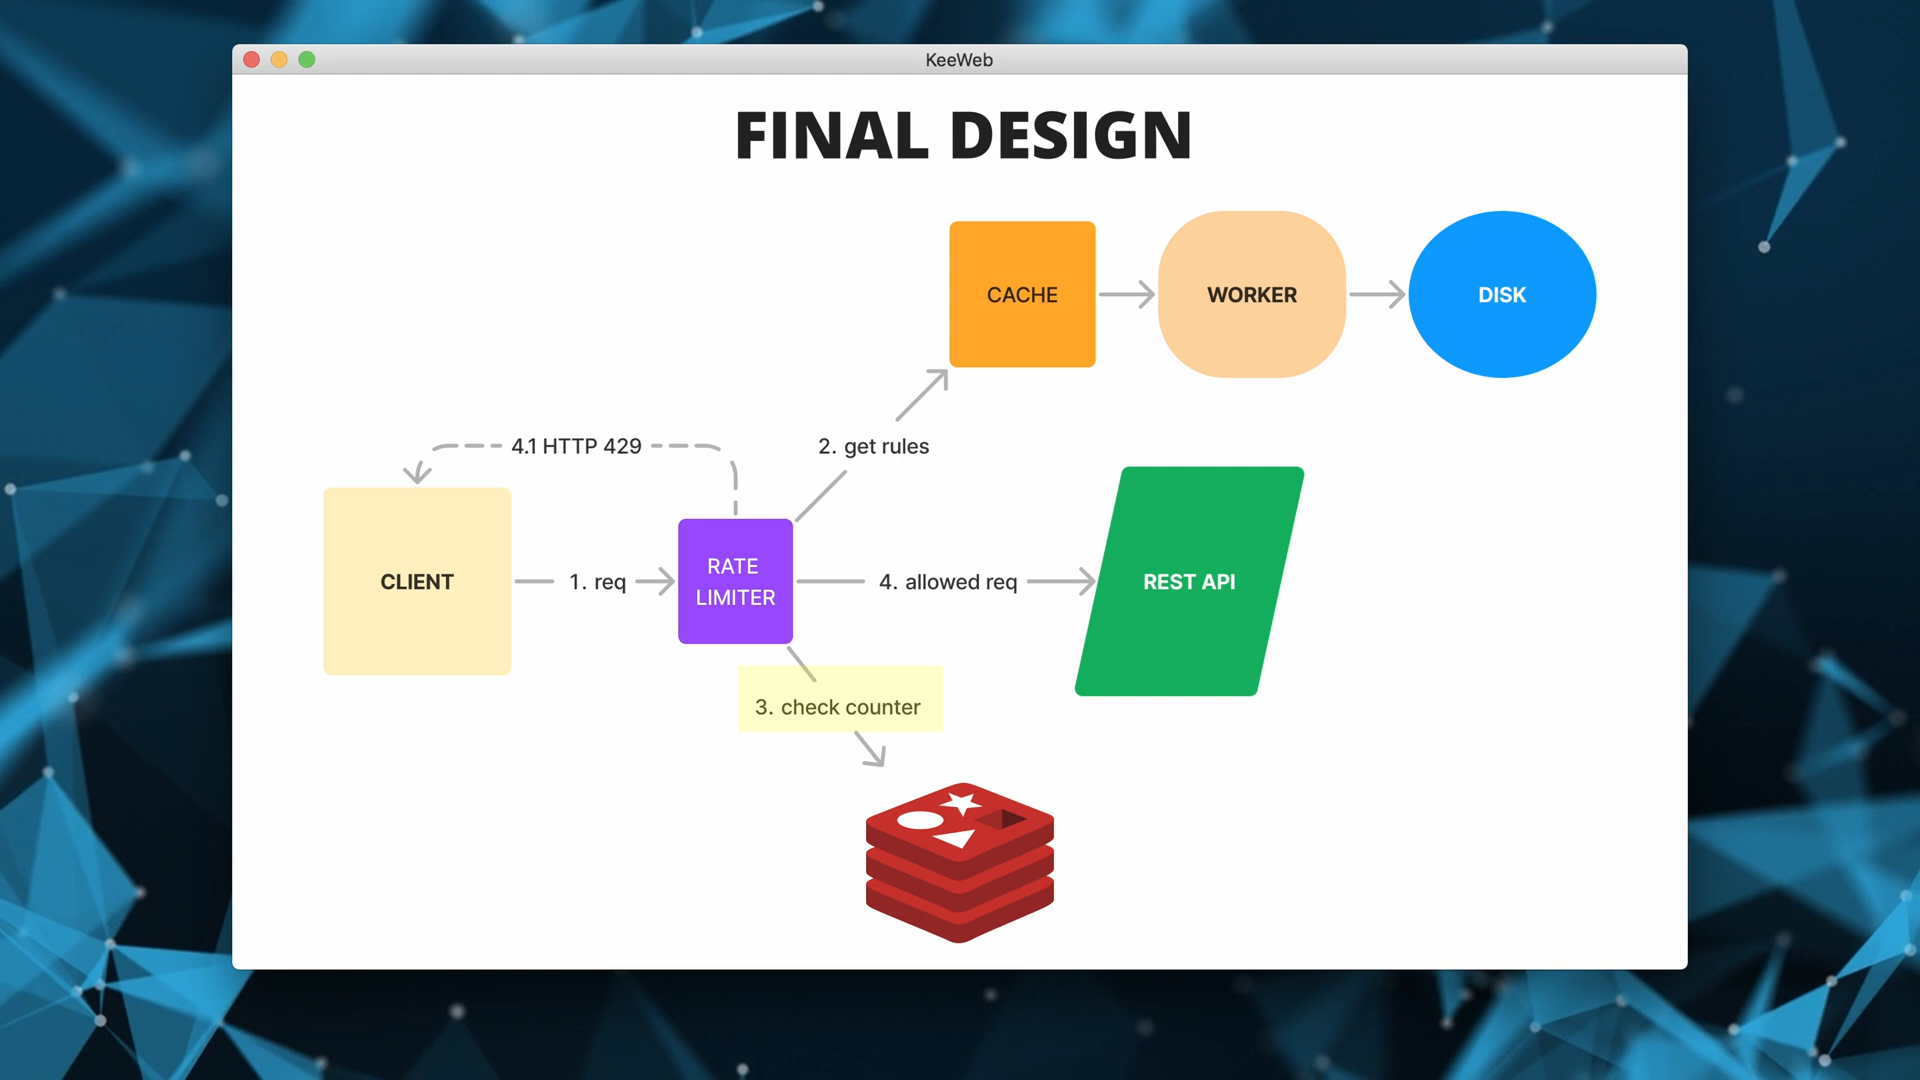 KeeWeb
FINAL DESIGN
CACHE
WORKER
DISK
4.1 HTTP 429
2. get rules
CLIENT
1. req
RATE
LIMITER
4. allowed req
REST API
3. check counter